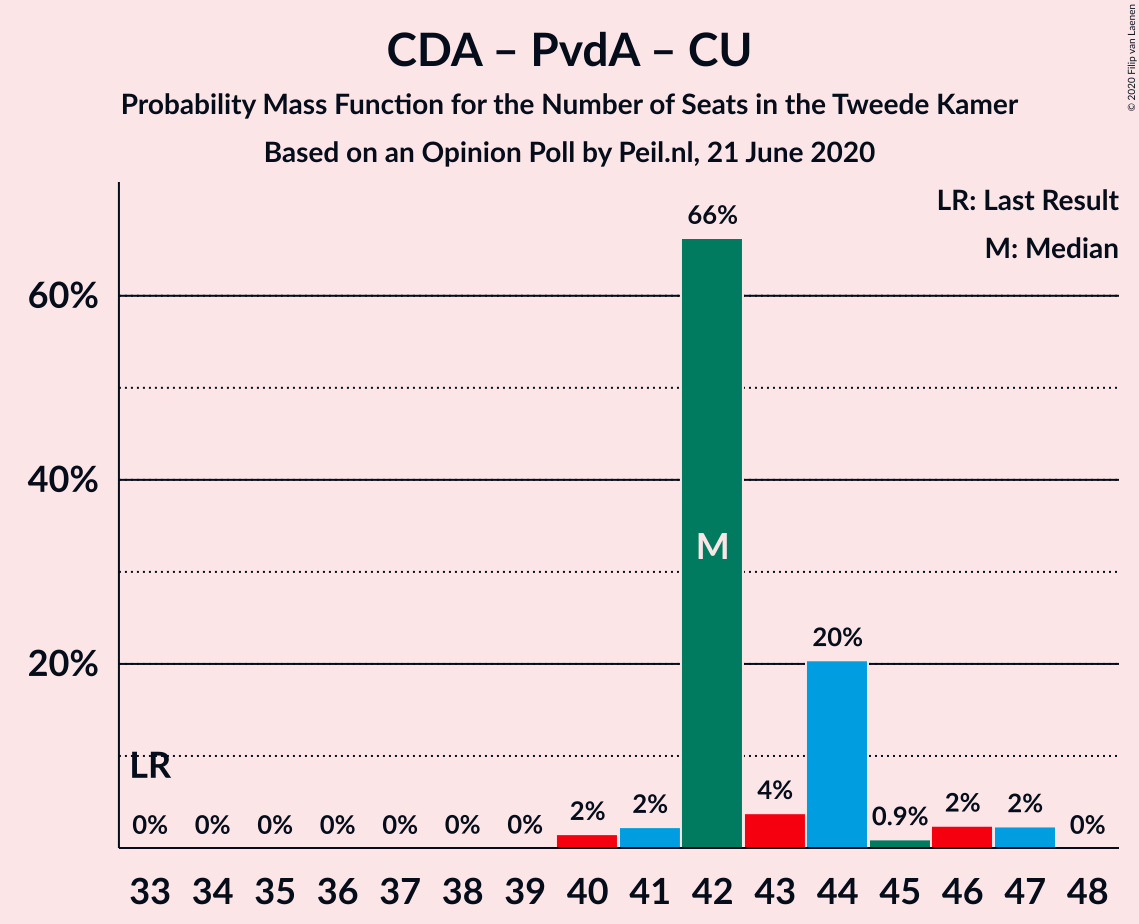 CDA – PvdA – CU
Probability Mass Function for the Number of Seats in the Tweede Kamer
Based on an Opinion Poll by Peil.nl, 21 June 2020
© 2020 Filip van Laenen
LR: Last Result
M: Median
60%
40%
20%
LR
M
0% 0% 0% 0% 0% 0% 0% 2% 2% 66% 4% 20% 0.9% 2% 2% 0%
33 34 35 36 37 38 39 40 41 42 43 44 45 46 47 48